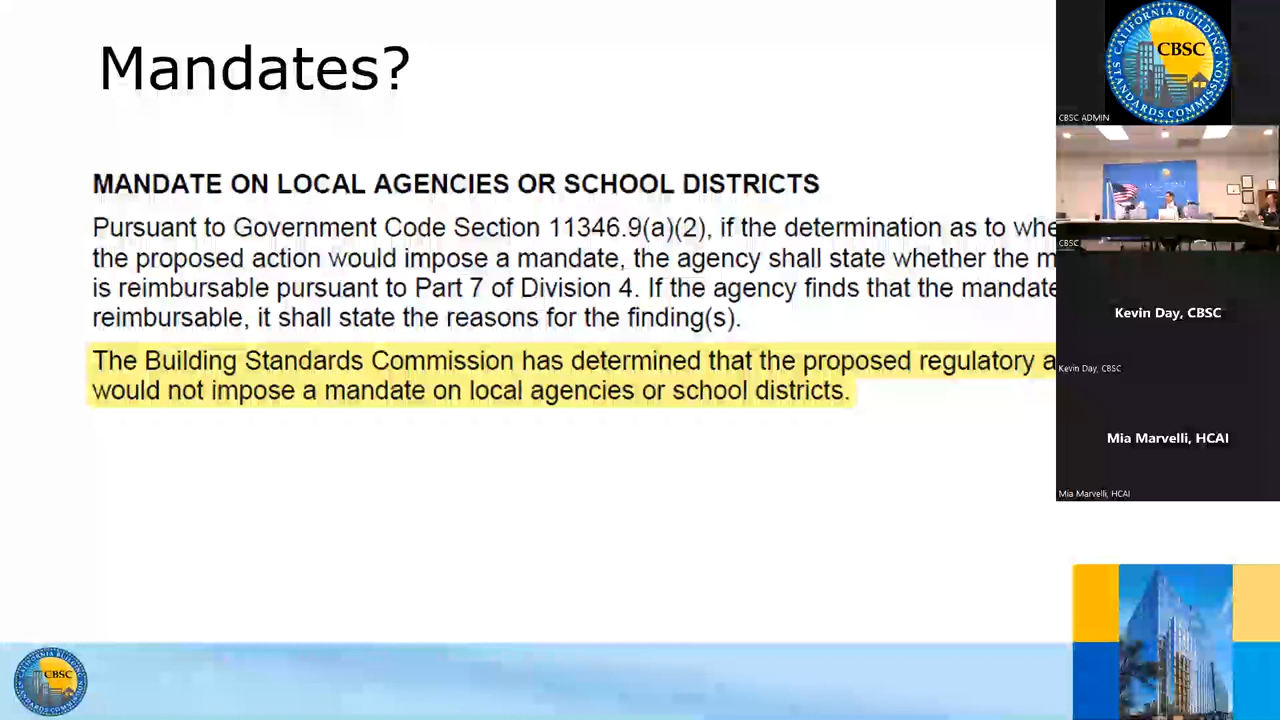 Mandates?
MANDATE ON LOCAL AGENCIES OR SCHOOL DISTRICTS
Pursuant to Government Code Section 11346.9(a)(2), if the determination as to whe
the proposed action would impose a mandate, the agency shall state whether the m
is reimbursable pursuant to Part 7 of Division 4. If the agency finds that the mandate
reimbursable, it shall state the reasons for the finding(s).
The Building Standards Commission has determined that the proposed regulatory a
would not impose a mandate on local agencies or school districts.
CALIFORNIA BUILDING STANDARDS COMMISSION
CBSC
CBSC ADMIN
CBSC
Kevin Day, CBSC
Kevin Day, CBSC
Mia Marvelli, HCAI
Mia Marvelli, HCAI
CALIFORNIA BUILDING STANDARDS COMMISSION
CBSC